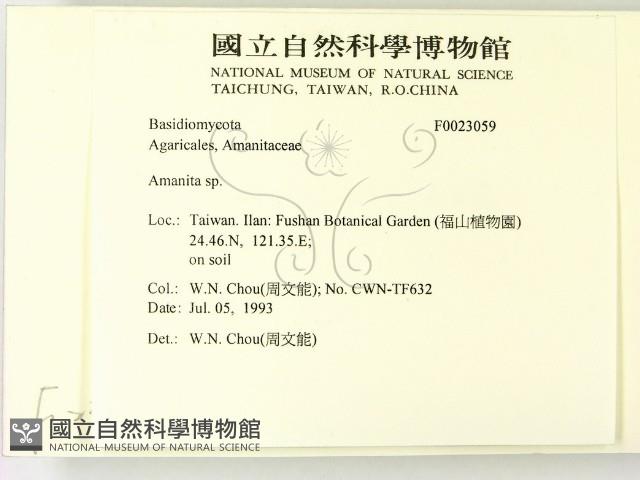 國立自然科學博物館
NATIONAL MUSEUM OF NATURAL SCIENCE
TAICHUNG, TAIWAN, R.O.CHINA
Basidiomycota F0023059
Agaricales, Amanitaceae
Amanita sp.
Loc.: Taiwan. Ilan: Fushan Botanical Garden (福山植物園)
24.46.N, 121.35.E;
on soil
Col.: W.N. Chou(周文能); No. CWN-TF632
Date: Jul. 05, 1993
Det.: W.N. Chou(周文能)
國立自然科學博物館
NATIONAL MUSEUM OF NATURAL SCIENCE